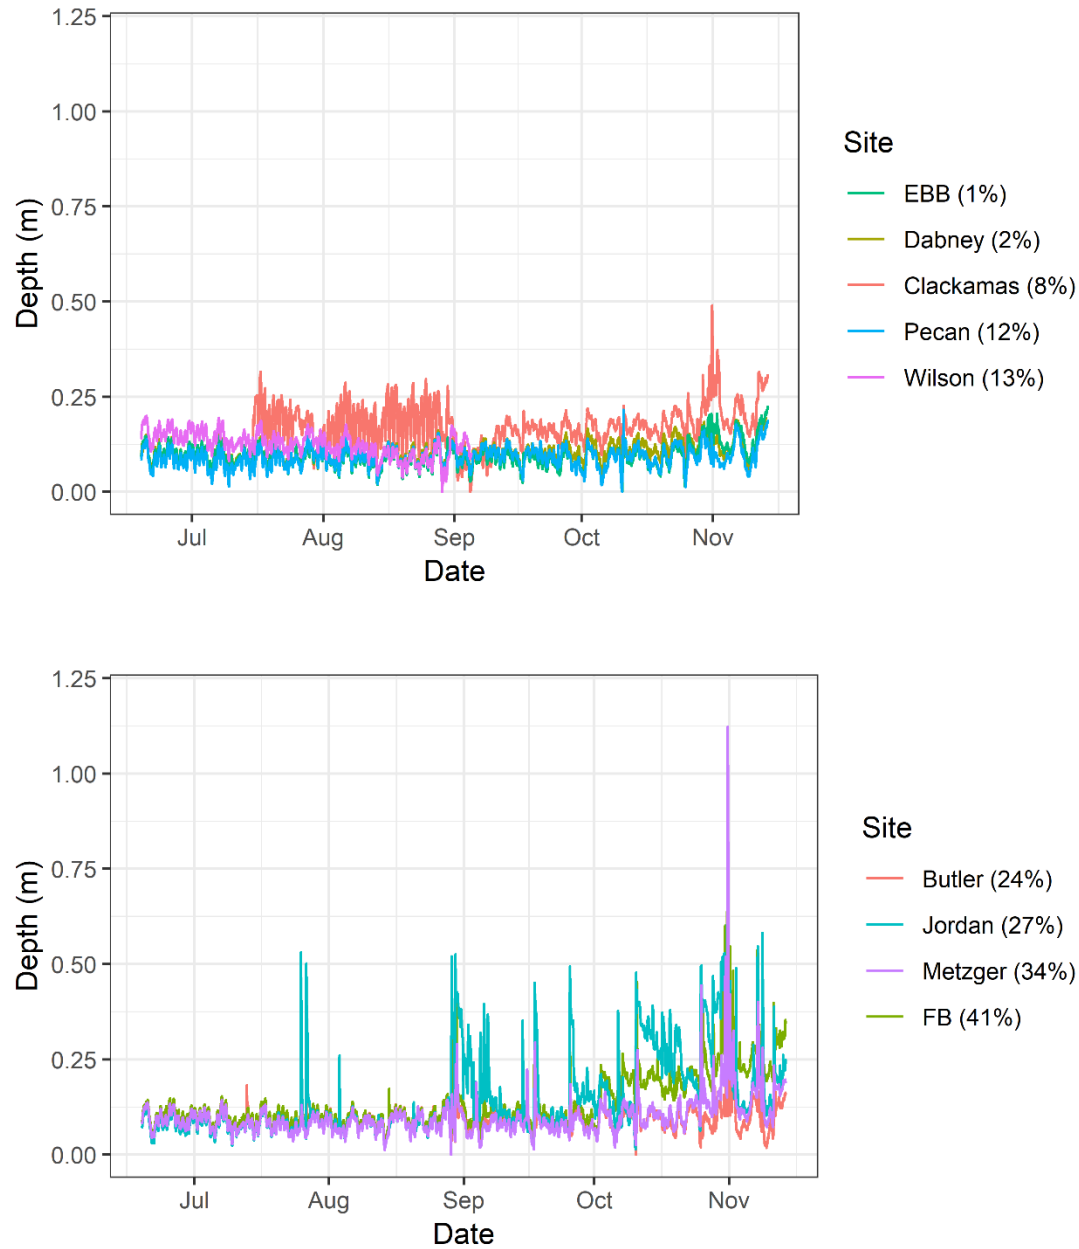 1.25
1.00
0.75
0.50
0.25
0.00
Depth (m)
Jul Aug Sep Oct Nov
Date
Site
EBB (1%)
Dabney (2%)
Clackamas (8%)
Pecan (12%)
Wilson (13%)
1.25
1.00
0.75
0.50
0.25
0.00
Depth (m)
Jul Aug Sep Oct Nov
Date
Site
Butler (24%)
Jordan (27%)
Metzger (34%)
FB (41%)